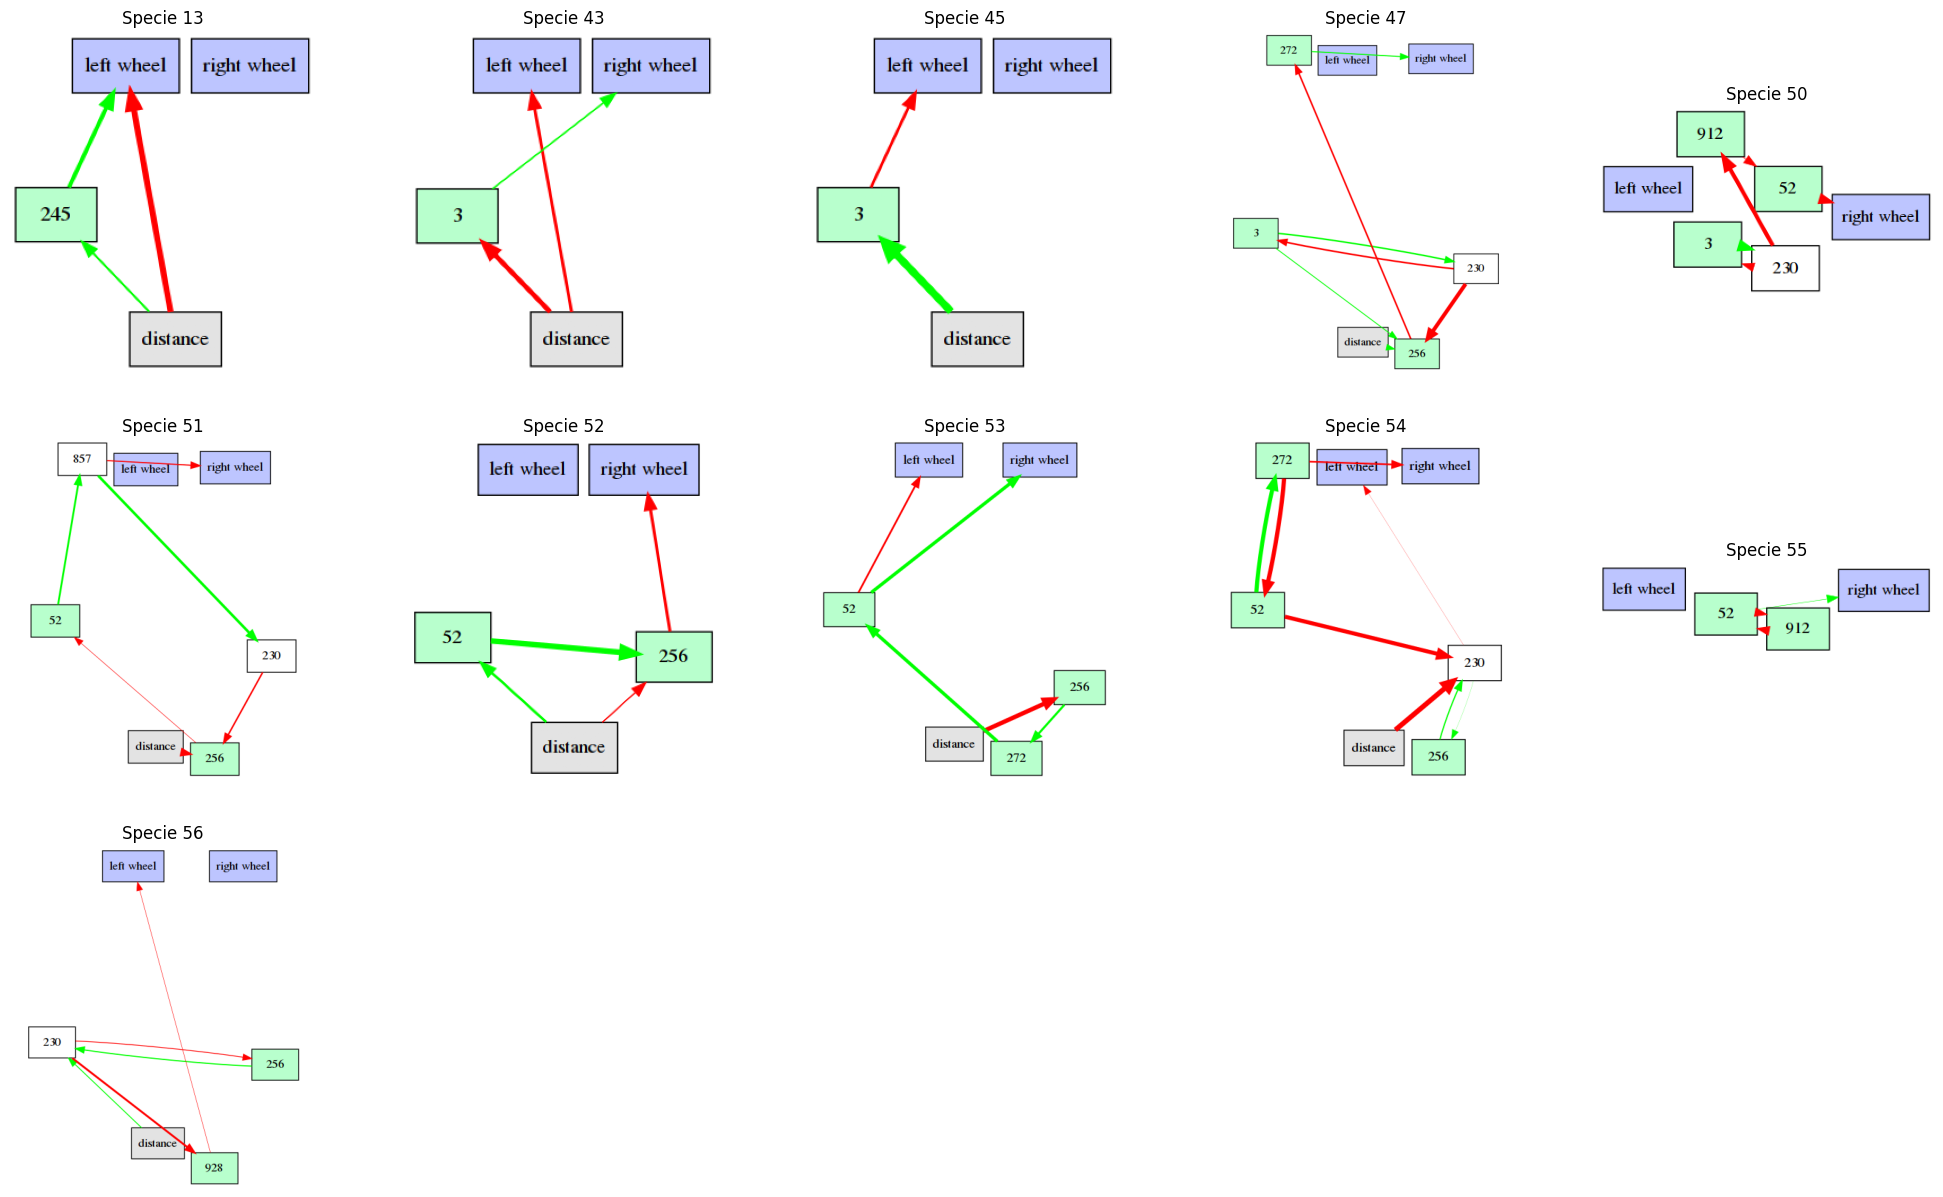 Specie 13
left wheel
right wheel
245
distance
Specie 43
left wheel
right wheel
3
distance
Specie 45
left wheel
right wheel
3
distance
Specie 47
272
left wheel
right wheel
3
230
distance
256
Specie 50
912
left wheel
52
right wheel
3
230
Specie 51
857
left wheel
right wheel
52
230
distance
256
Specie 52
left wheel
right wheel
52
256
distance
Specie 53
left wheel
right wheel
52
256
distance
272
Specie 54
272
left wheel
right wheel
52
230
distance
256
Specie 55
left wheel
right wheel
52
912
Specie 56
left wheel
right wheel
230
256
distance
928